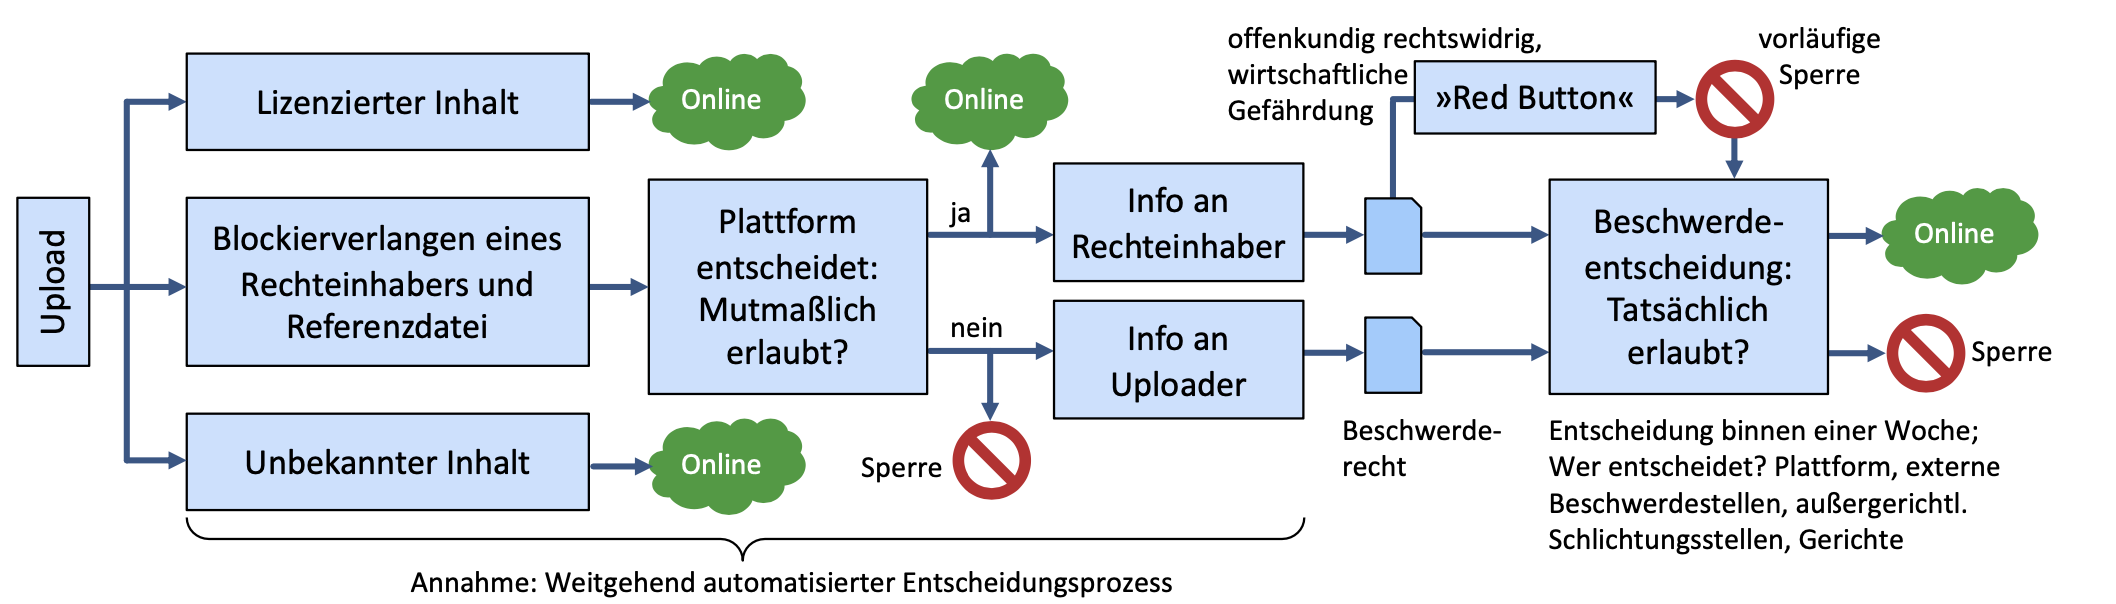 Upload
Lizenzierter Inhalt
Online
Blockierverlangen eines
Rechteinhabers und
Referenzdatei
Unbekannter Inhalt
Online
Plattform
entscheidet:
Mutmaßlich
erlaubt?
ja
Online
nein
Sperre
Info an
Rechteinhaber
Info an
Uploader
offenkundig rechtswidrig,
wirtschaftliche
Gefährdung
»Red Button«
vorläufige
Sperre
Beschwerde-
recht
Beschwerde-
entscheidung:
Tatsächlich
erlaubt?
Online
Sperre
Entscheidung binnen einer Woche;
Wer entscheidet? Plattform, externe
Beschwerdestellen, außergerichtl.
Schlichtungsstellen, Gerichte
Annahme: Weitgehend automatisierter Entscheidungsprozess